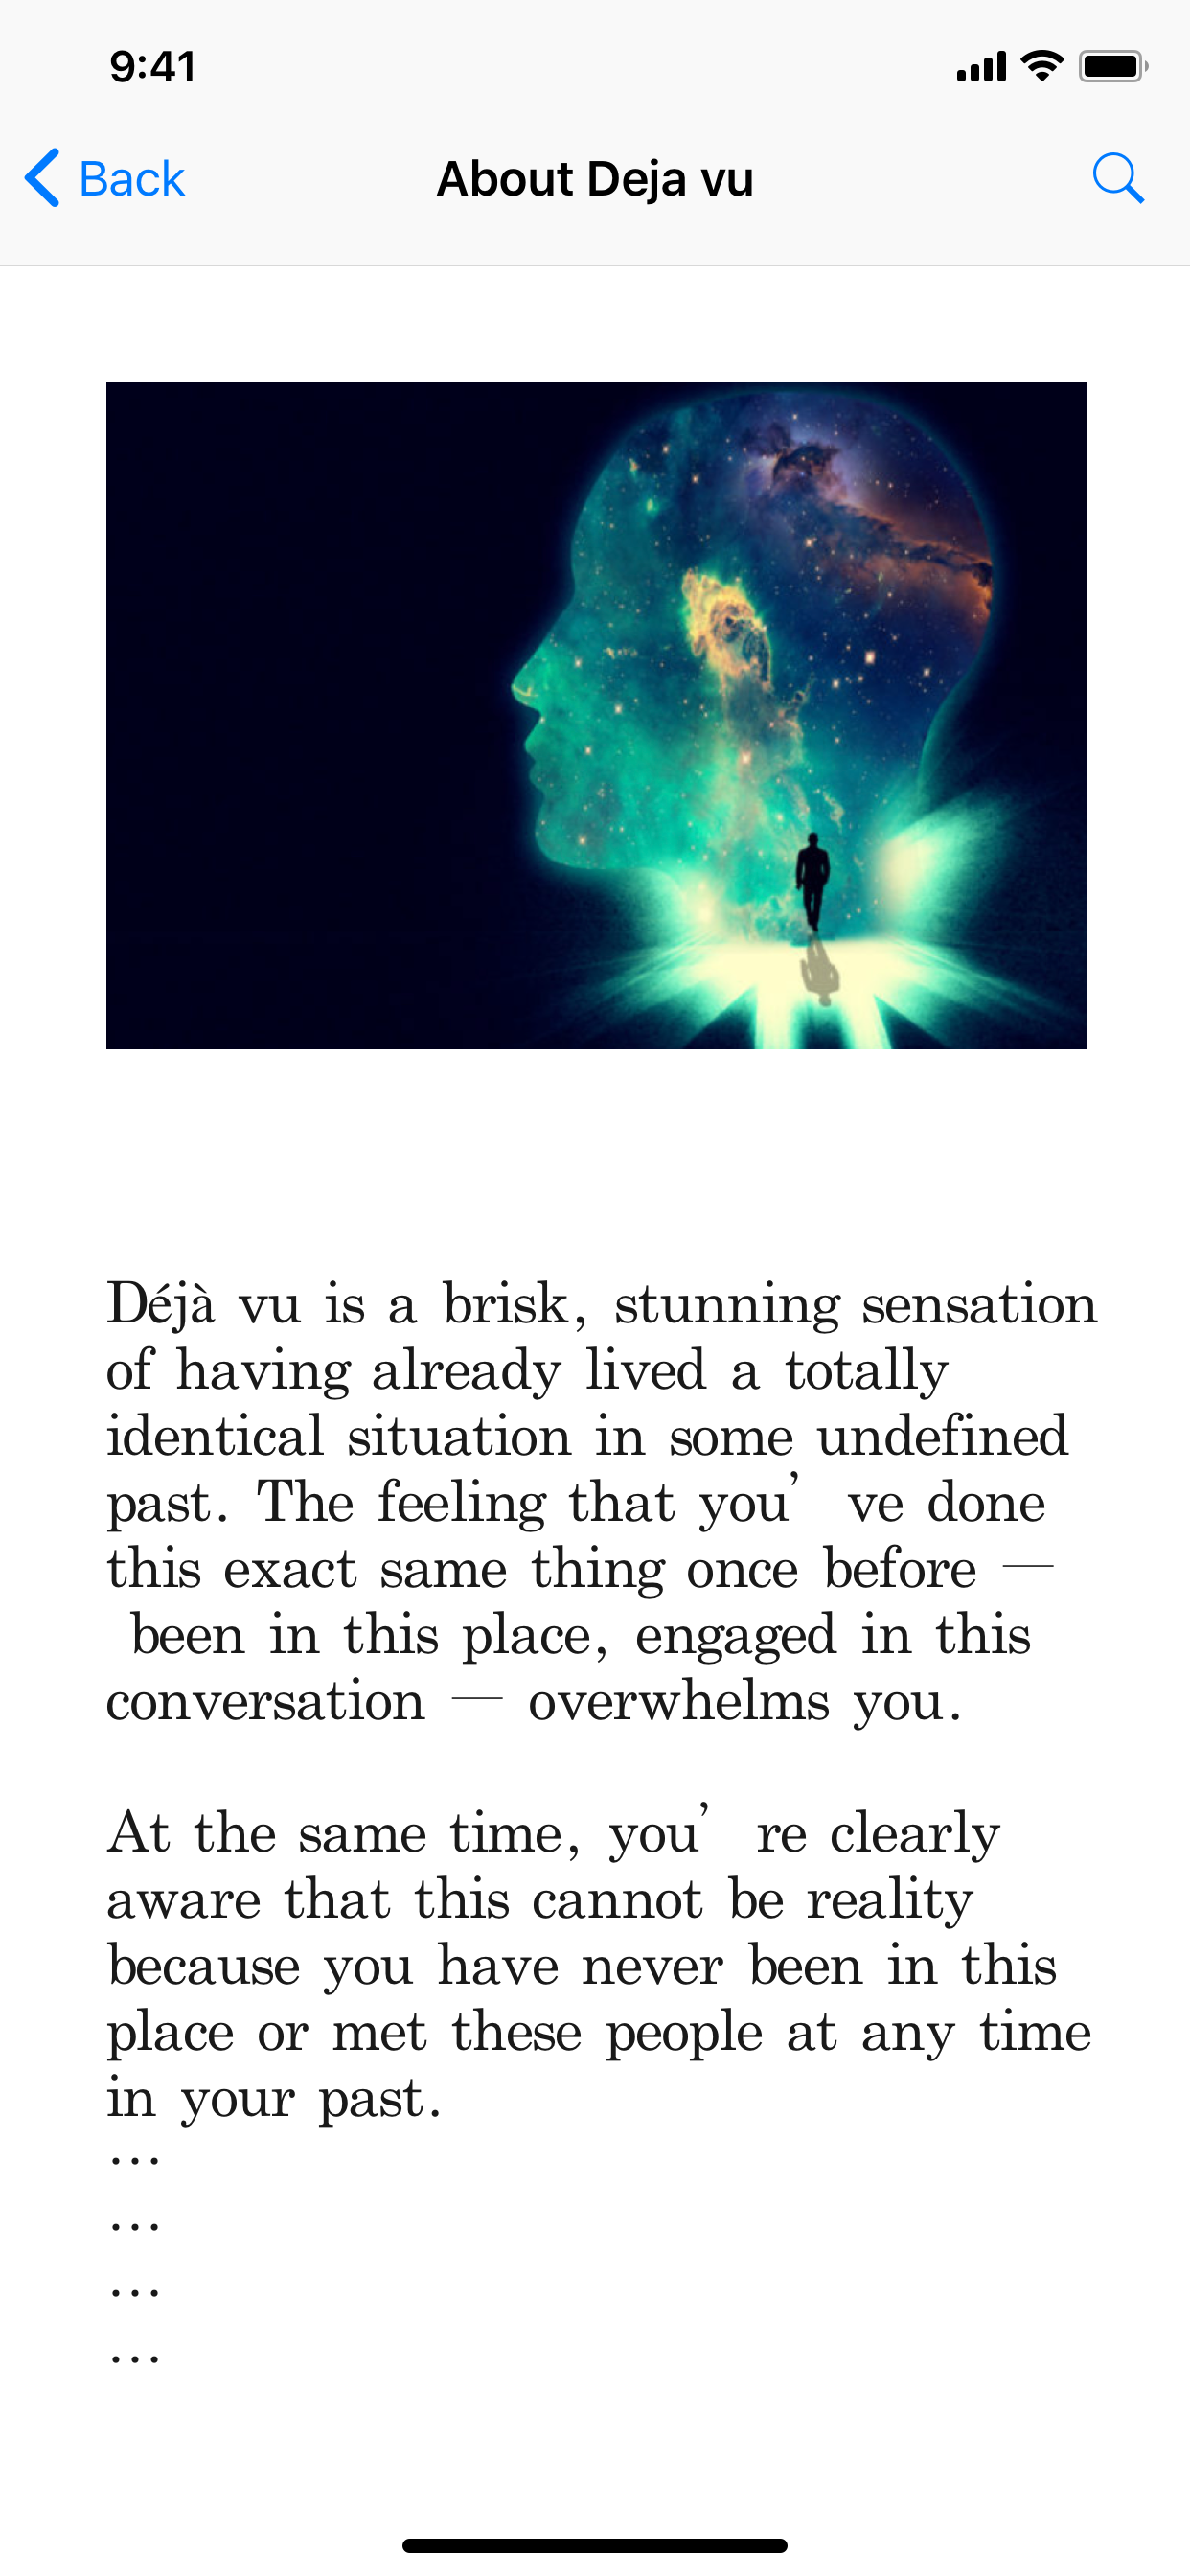 9:41
Back
About Deja vu
Déjà vu is a brisk, stunning sensation
of having already lived a totally
identical situation in some undefined
past. The feeling that you’ ve done
this exact same thing once before —
been in this place, engaged in this
conversation — overwhelms you.
At the same time, you’ re clearly
aware that this cannot be reality
because you have never been in this
place or met these people at any time
in your past.
...
...
...
...